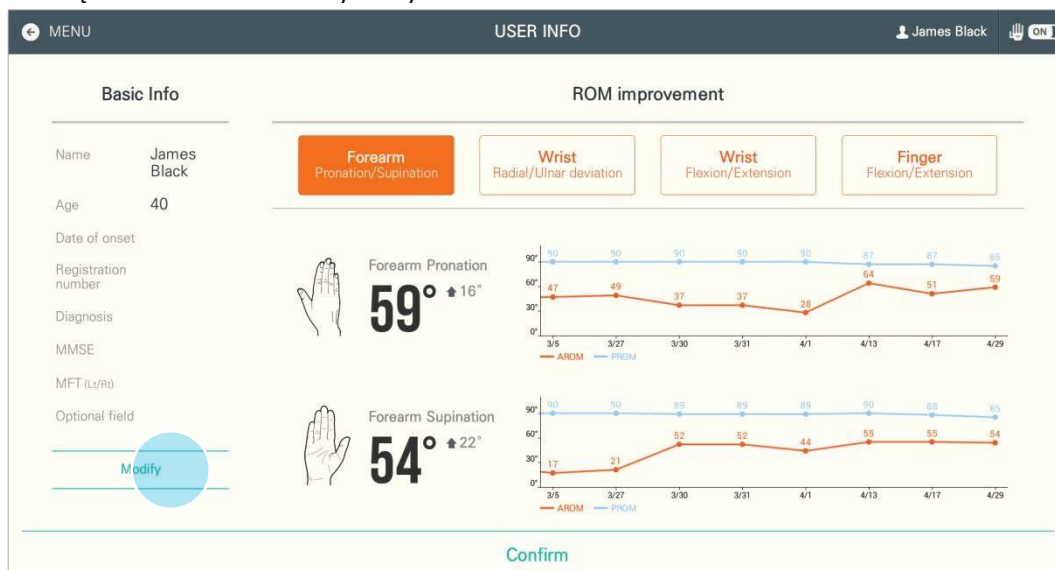 MENU
USER INFO
James Black
ON
Basic Info
Name James
Black
Age 40
Date of onset
Registration
number
Diagnosis
MMSE
MFT (Lt/Rt)
Optional field
Modify
ROM improvement
Forearm
Pronation/Supination
Wrist
Radial/Ulnar deviation
Wrist
Flexion/Extension
Finger
Flexion/Extension
Forearm Pronation
59° 16°
90° 90 90 90 90 90 87 87 85
60° 47 49 37 37 28 64 51 59
30°
0°
3/5 3/27 3/30 3/31 4/1 4/13 4/17 4/29
AROM PROM
Forearm Supination
54° 22°
90° 90 90 89 89 89 90 88 85
60° 17 21 52 52 44 55 55 54
30°
0°
3/5 3/27 3/30 3/31 4/1 4/13 4/17 4/29
AROM PROM
Confirm